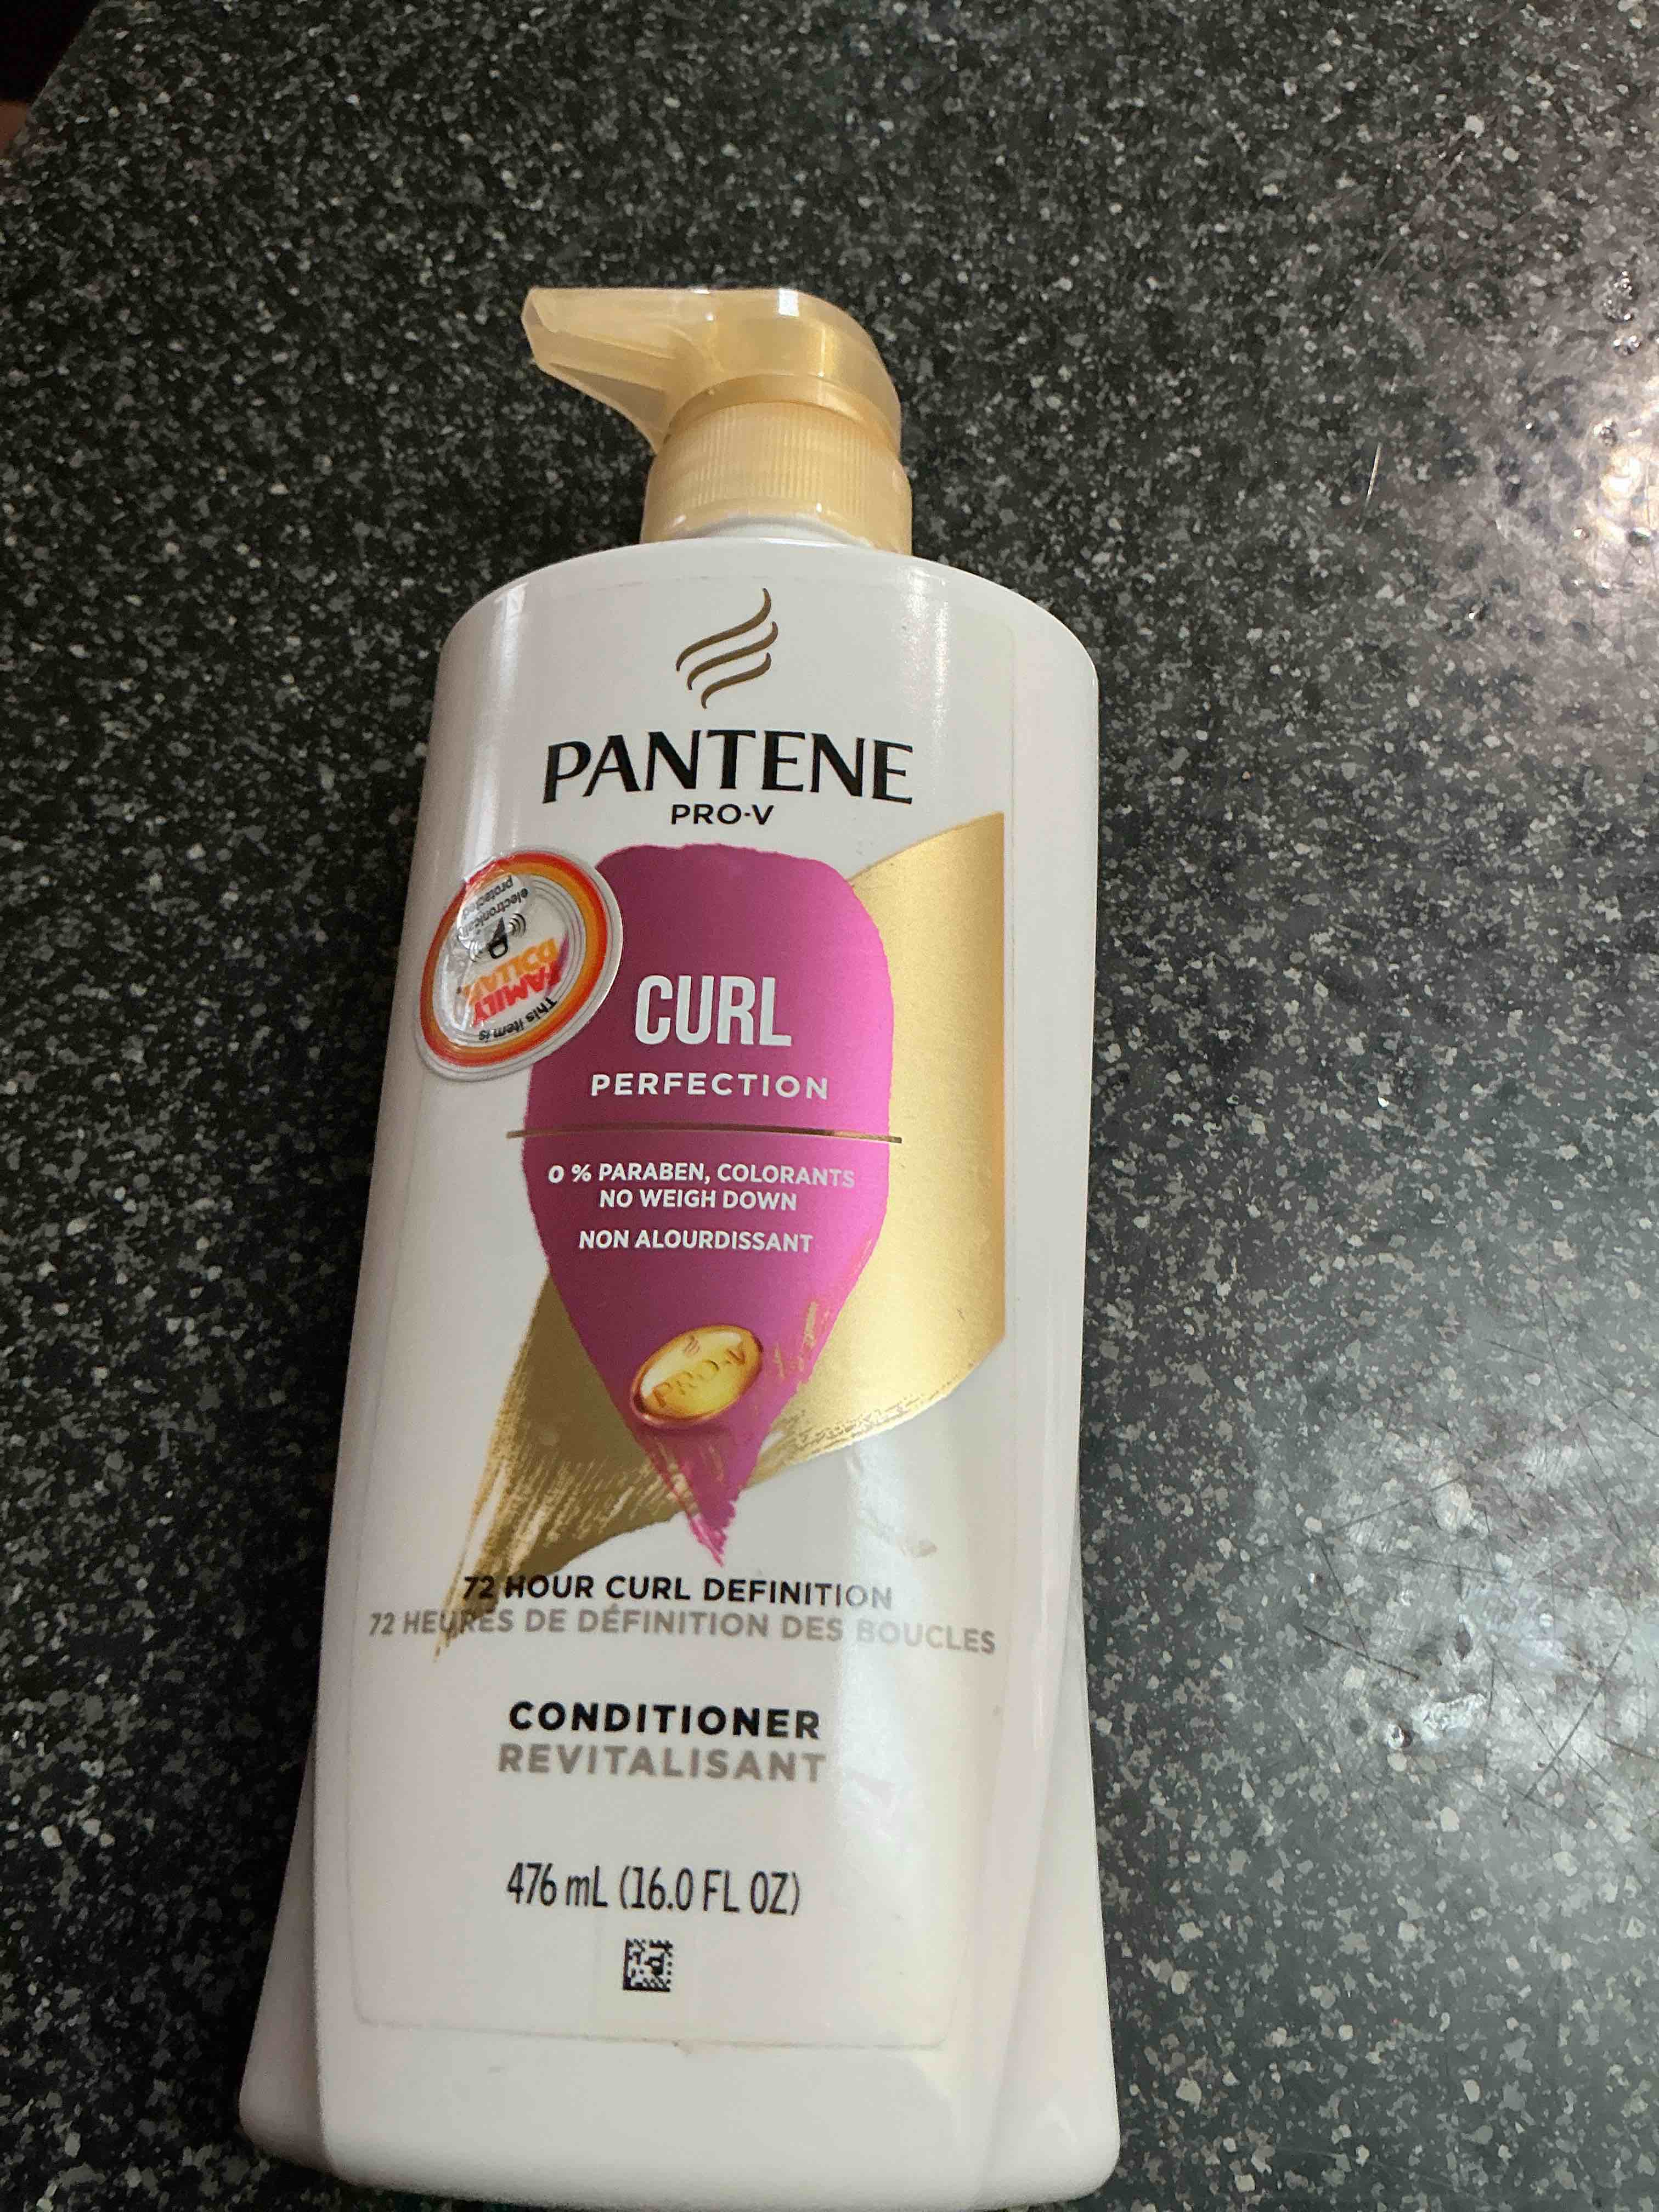 PANTENE
PRO-V
This item is
FAMILY
DOLLAR
electronically
protected
CURL
PERFECTION
0 % PARABEN, COLORANTS
NO WEIGH DOWN
NON ALOURDISSANT
PRO-V
72 HOUR CURL DEFINITION
72 HEURES DE DÉFINITION DES BOUCLES
CONDITIONER
REVITALISANT
476 mL (16.0 FL OZ)